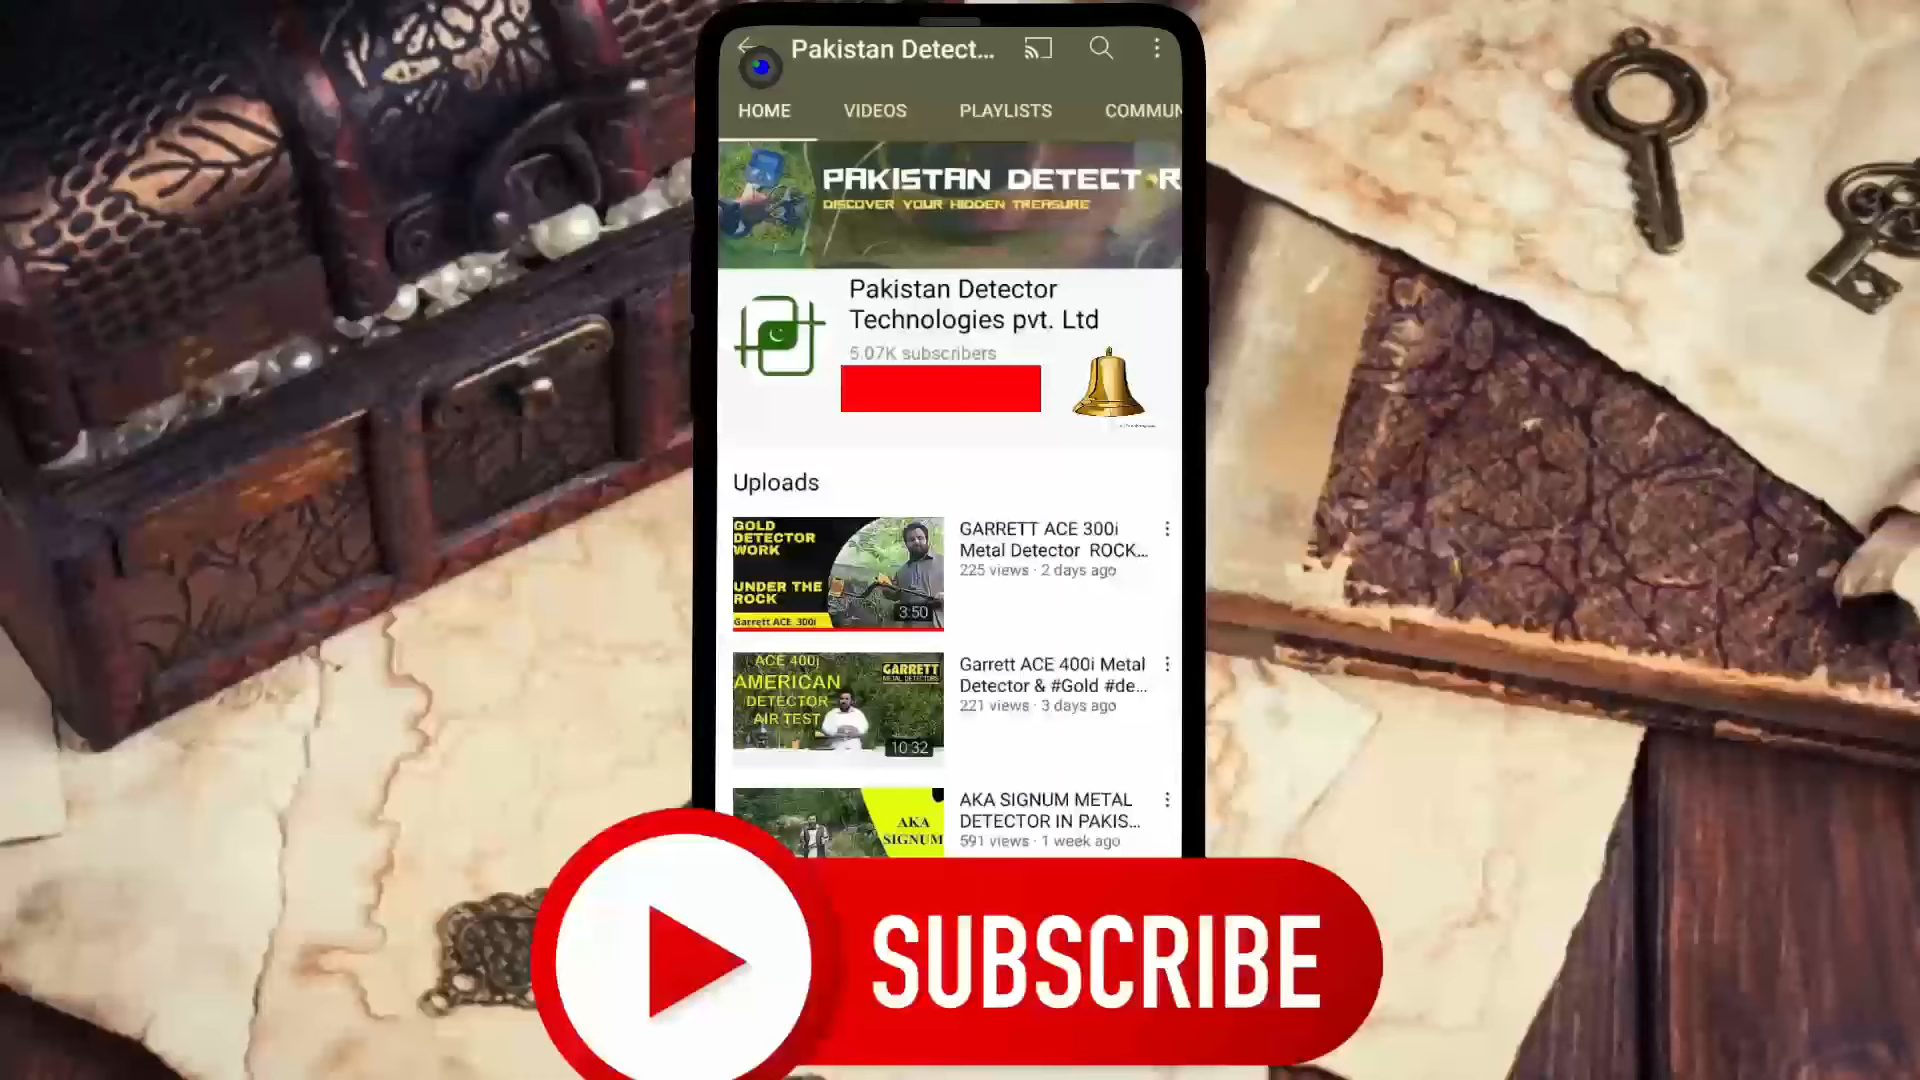 Pakistan Detect...
HOME VIDEOS PLAYLISTS COMMUN
PAKISTAN DETECTOR
DISCOVER YOUR HIDDEN TREASURE
Pakistan Detector
Technologies pvt. Ltd
5.07K subscribers
Uploads
GOLD
DETECTOR
WORK
UNDER THE
ROCK
Garrett ACE 300i
3:50
GARRETT ACE 300i
Metal Detector ROCK...
225 views · 2 days ago
ACE 400i
AMERICAN
DETECTOR
AIR TEST
GARRETT
METAL DETECTORS
10:32
Garrett ACE 400i Metal
Detector & #Gold #de...
221 views · 3 days ago
AKA
SIGNUM
AKA SIGNUM METAL
DETECTOR IN PAKIS...
591 views · 1 week ago
SUBSCRIBE